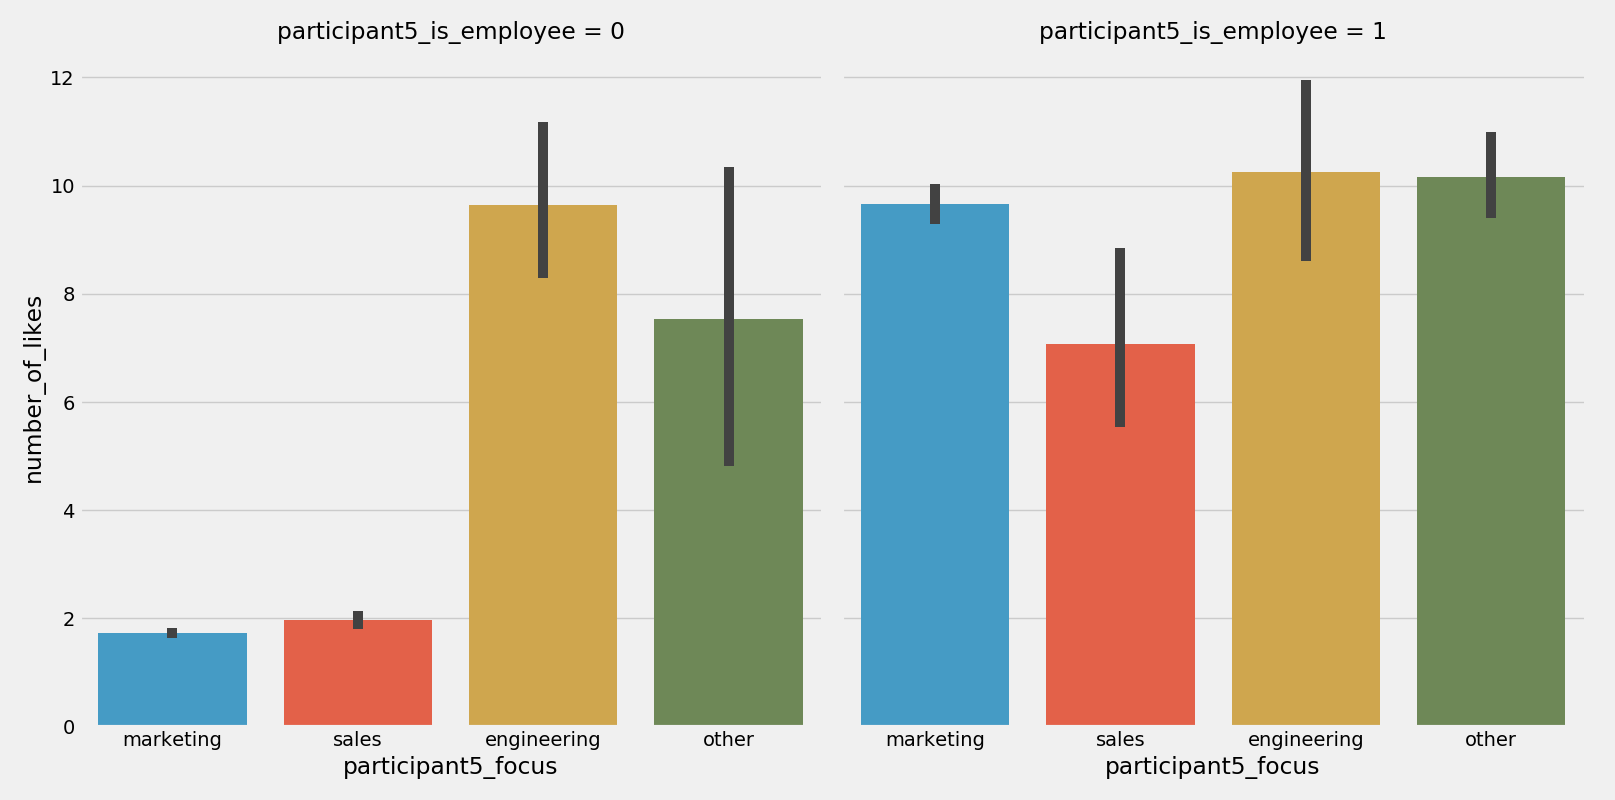 participant5_is_employee = 0
participant5_is_employee = 1
number_of_likes
12
10
8
6
4
2
0
marketing sales engineering other
marketing sales engineering other
participant5_focus
participant5_focus